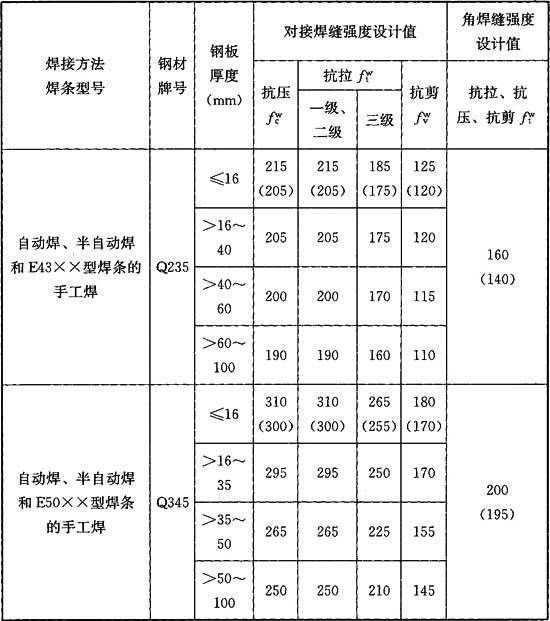 焊接方法
焊条型号
钢材
牌号
钢板
厚度
(mm)
对接焊缝强度设计值
角焊缝强度
设计值
抗压
f_c^w
抗拉 f_t^w
抗剪
f_v^w
抗拉、抗
压、抗剪 f_t^w
一级、
二级
三级
自动焊、半自动焊
和E43××型焊条的
手工焊
Q235
≤16
215
(205)
215
(205)
185
(175)
125
(120)
160
(140)
>16~
40
205
205
175
120
>40~
60
200
200
170
115
>60~
100
190
190
160
110
自动焊、半自动焊
和E50××型焊条
的手工焊
Q345
≤16
310
(300)
310
(300)
265
(255)
180
(170)
200
(195)
>16~
35
295
295
250
170
>35~
50
265
265
225
155
>50~
100
250
250
210
145